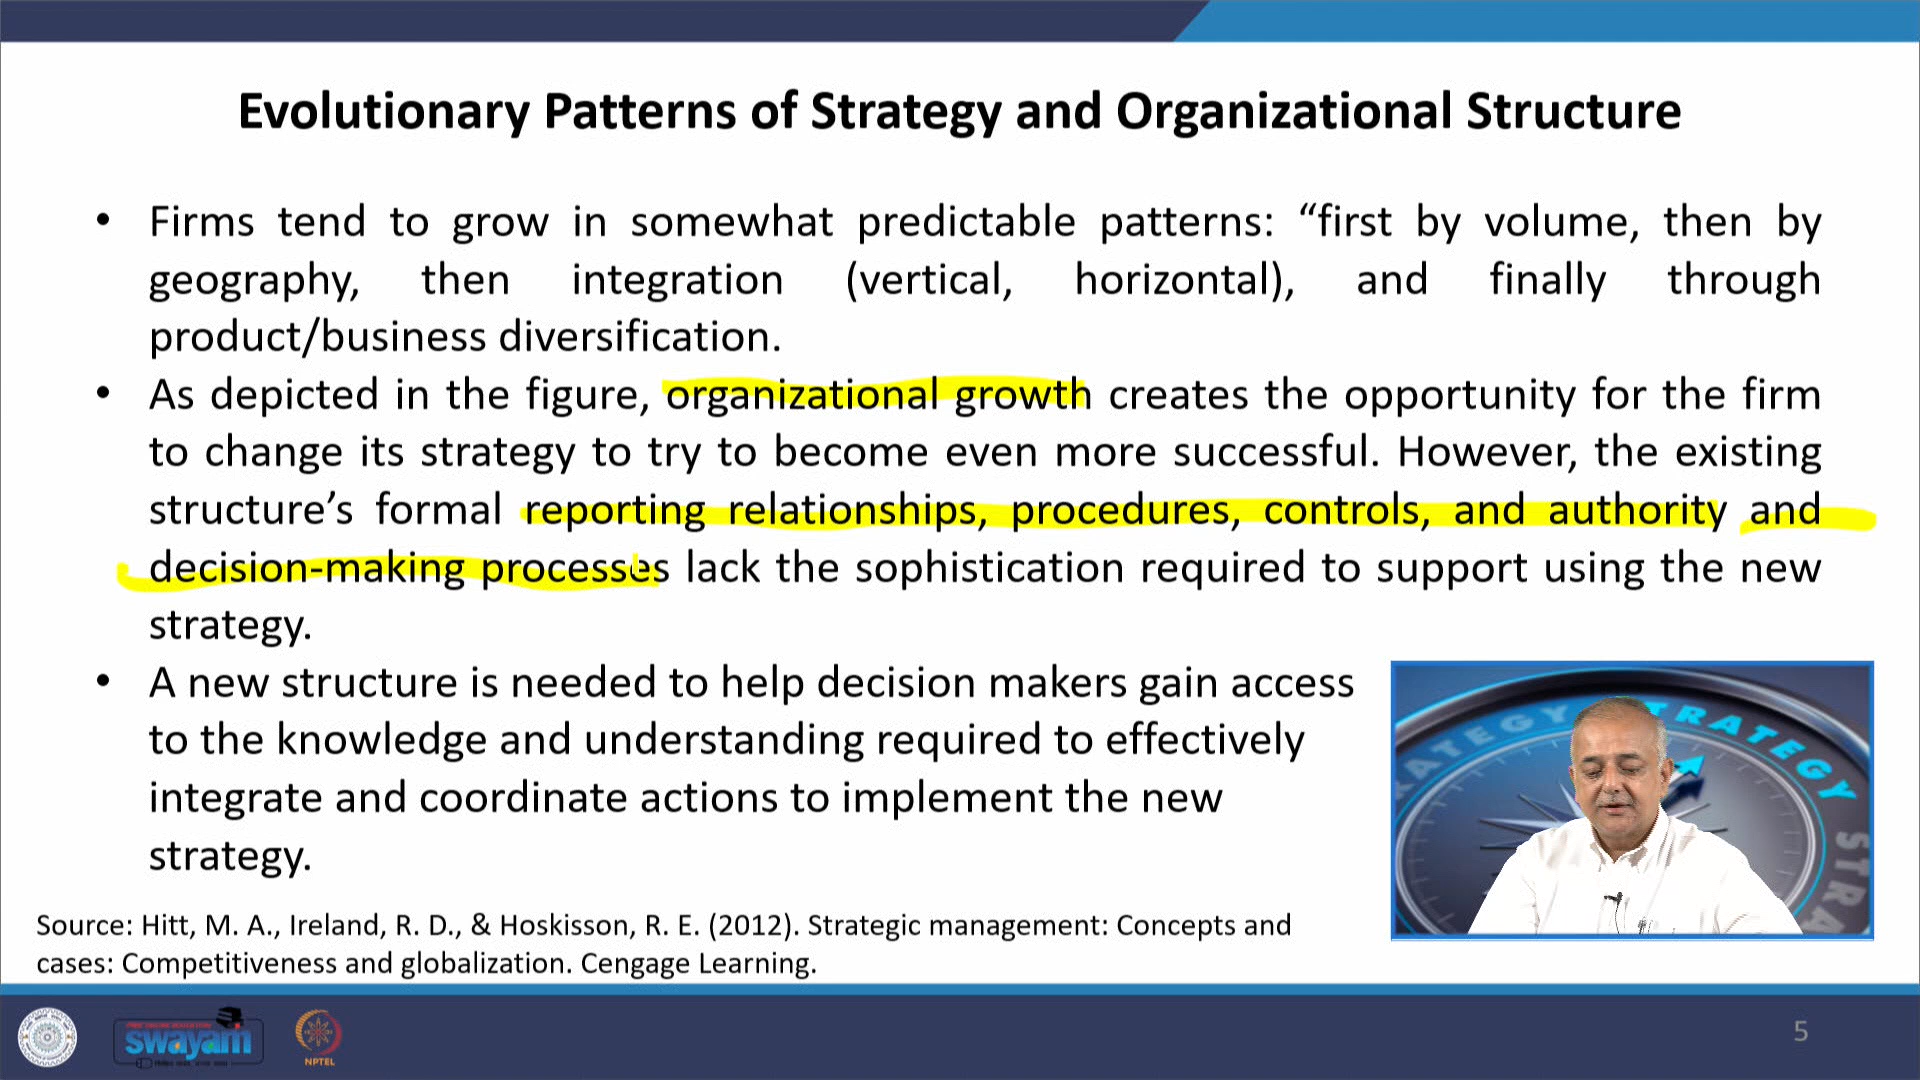 Evolutionary Patterns of Strategy and Organizational Structure
• Firms tend to grow in somewhat predictable patterns: “first by volume, then by
geography, then integration (vertical, horizontal), and finally through
product/business diversification.
• As depicted in the figure, organizational growth creates the opportunity for the firm
to change its strategy to try to become even more successful. However, the existing
structure’s formal reporting relationships, procedures, controls, and authority and
decision-making processes lack the sophistication required to support using the new
strategy.
• A new structure is needed to help decision makers gain access
to the knowledge and understanding required to effectively
integrate and coordinate actions to implement the new
strategy.
STRATEGY
STRATEGY
STRA
Source: Hitt, M. A., Ireland, R. D., & Hoskisson, R. E. (2012). Strategic management: Concepts and
cases: Competitiveness and globalization. Cengage Learning.
swayam
NPTEL
5